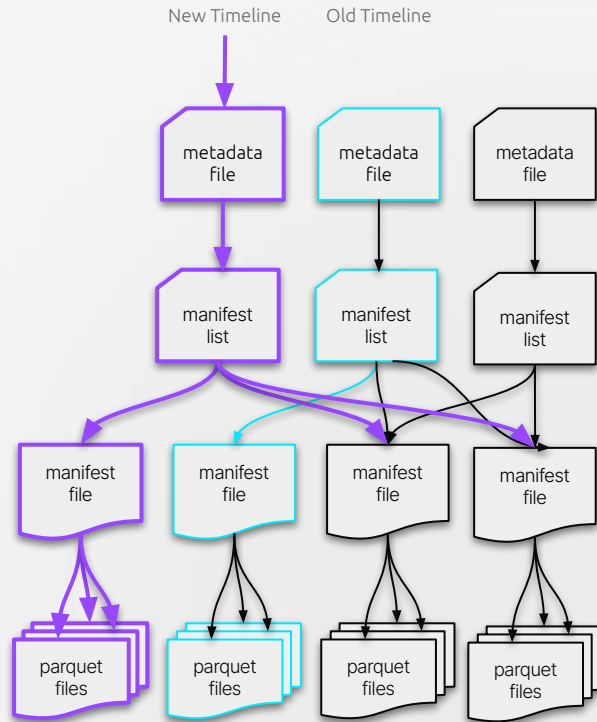 New Timeline
Old Timeline
metadata
file
metadata
file
metadata
file
manifest
list
manifest
list
manifest
list
manifest
file
manifest
file
manifest
file
manifest
file
parquet
files
parquet
files
parquet
files
parquet
files